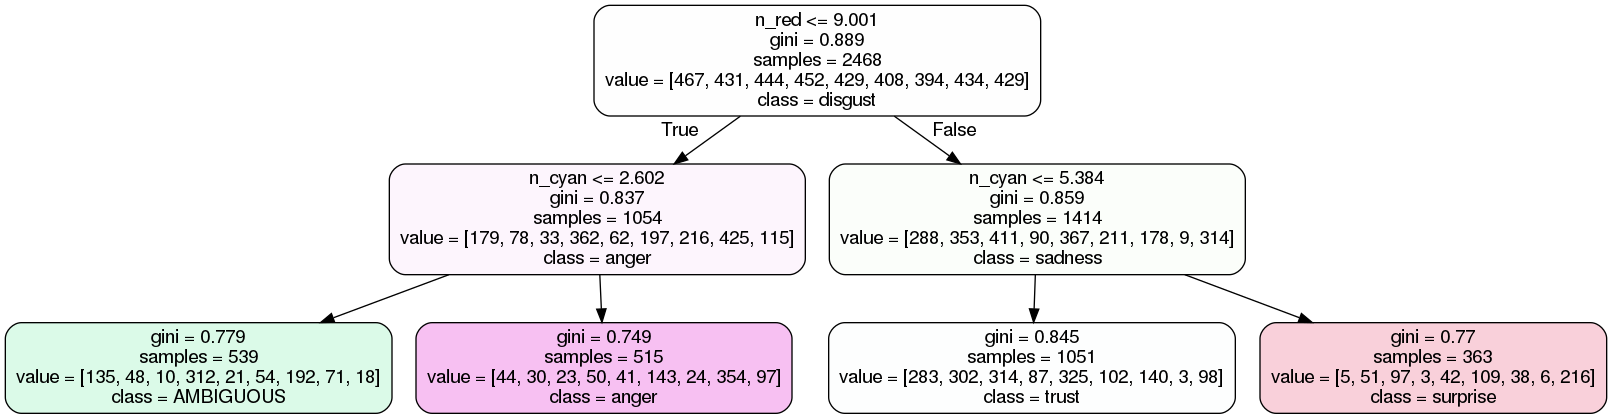 n_red <= 9.001
gini = 0.889
samples = 2468
value = [467, 431, 444, 452, 429, 408, 394, 434, 429]
class = disgust
True
False
n_cyan <= 2.602
gini = 0.837
samples = 1054
value = [179, 78, 33, 362, 62, 197, 216, 425, 115]
class = anger
n_cyan <= 5.384
gini = 0.859
samples = 1414
value = [288, 353, 411, 90, 367, 211, 178, 9, 314]
class = sadness
gini = 0.779
samples = 539
value = [135, 48, 10, 312, 21, 54, 192, 71, 18]
class = AMBIGUOUS
gini = 0.749
samples = 515
value = [44, 30, 23, 50, 41, 143, 24, 354, 97]
class = anger
gini = 0.845
samples = 1051
value = [283, 302, 314, 87, 325, 102, 140, 3, 98]
class = trust
gini = 0.77
samples = 363
value = [5, 51, 97, 3, 42, 109, 38, 6, 216]
class = surprise